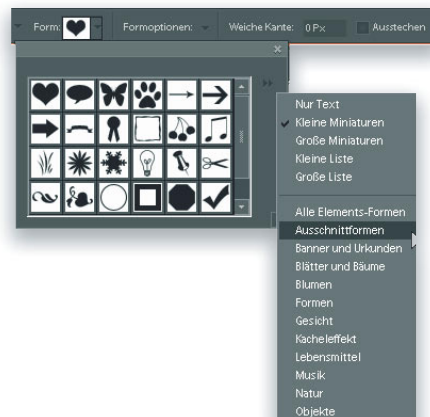 Form: Formoptionen: Weiche Kante: 0 Px Ausstechen
Nur Text
Kleine Miniaturen
Große Miniaturen
Kleine Liste
Große Liste
Alle Elements-Formen
Ausschnittformen
Banner und Urkunden
Blätter und Bäume
Blumen
Formen
Gesicht
Kacheleffekt
Lebensmittel
Musik
Natur
Objekte